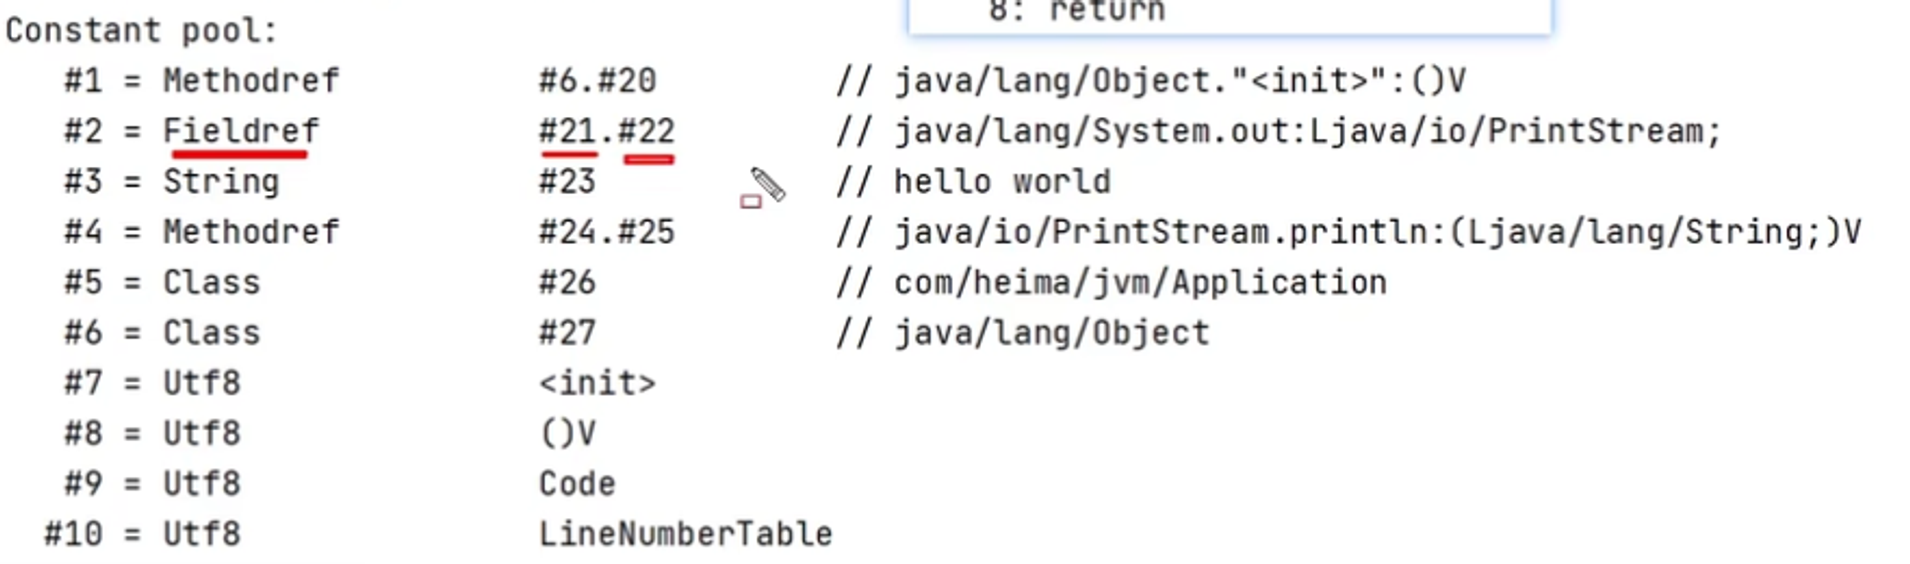 8: return
Constant pool:
#1 = Methodref #6.#20 // java/lang/Object."<init>":()V
#2 = Fieldref #21.#22 // java/lang/System.out:Ljava/io/PrintStream;
#3 = String #23 // hello world
#4 = Methodref #24.#25 // java/io/PrintStream.println:(Ljava/lang/String;)V
#5 = Class #26 // com/heima/jvm/Application
#6 = Class #27 // java/lang/Object
#7 = Utf8 <init>
#8 = Utf8 ()V
#9 = Utf8 Code
#10 = Utf8 LineNumberTable